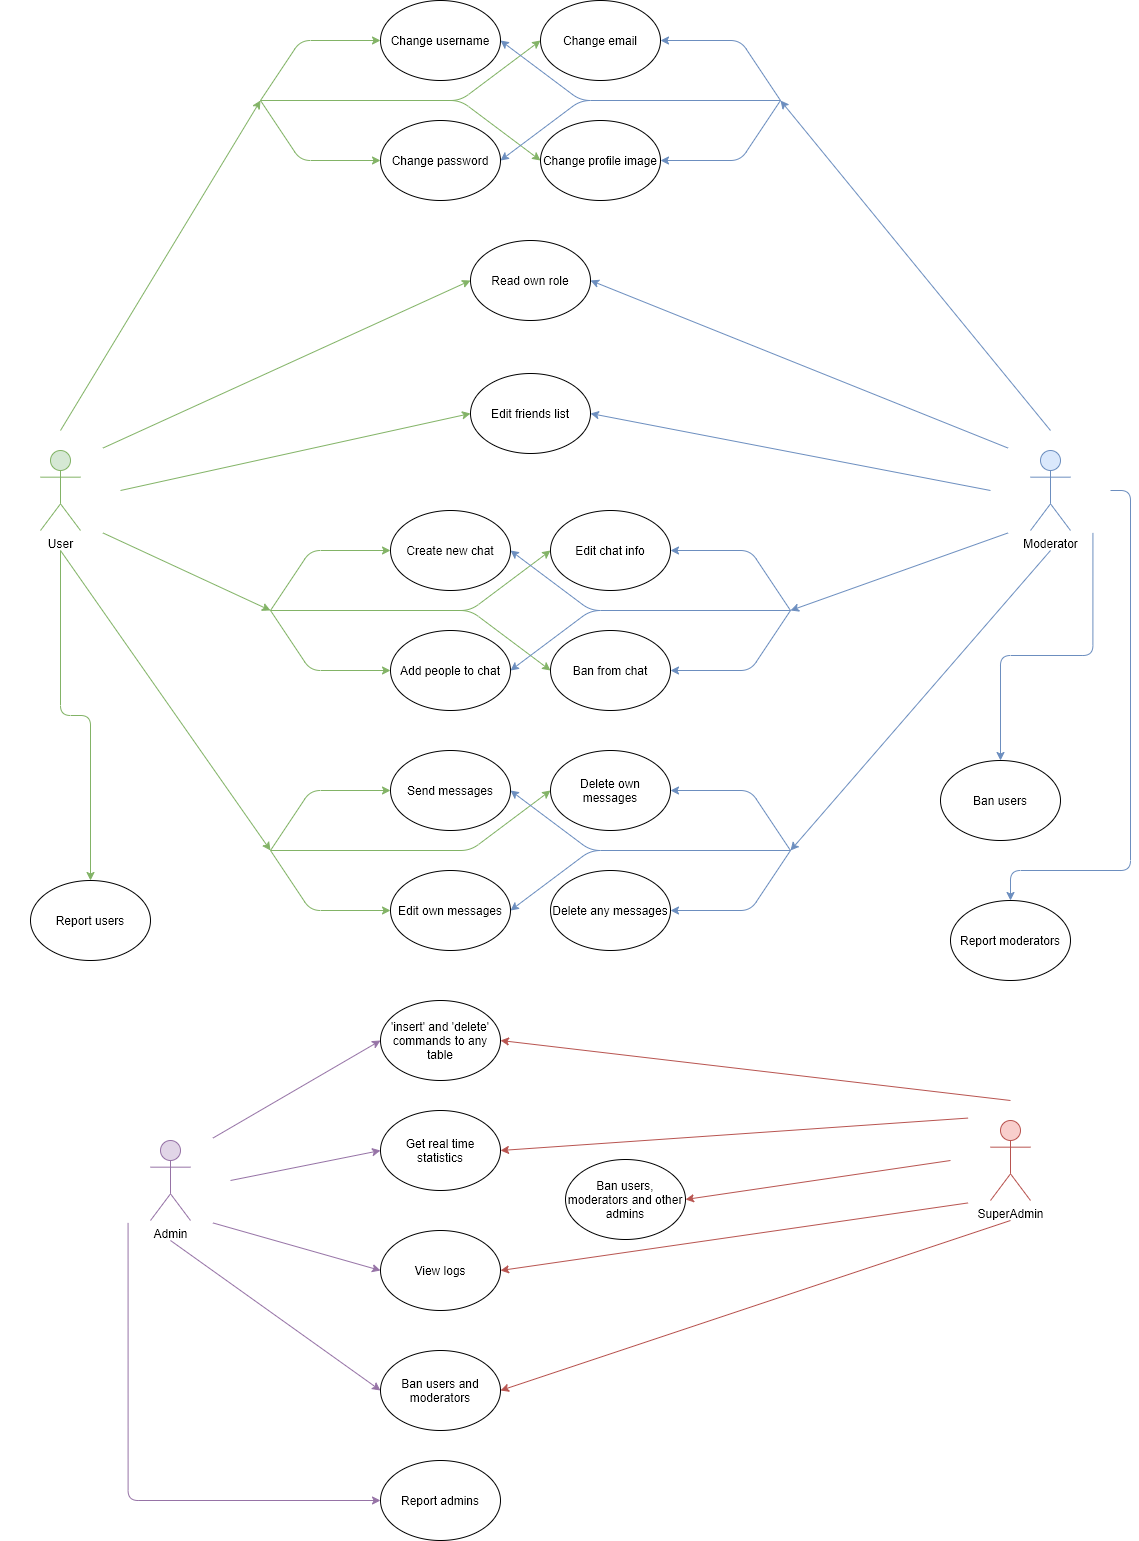 Change username
Change email
Change password
Change profile image
Read own role
Edit friends list
User
Moderator
Create new chat
Edit chat info
Add people to chat
Ban from chat
Send messages
Delete own
messages
Ban users
Edit own messages
Delete any messages
Report users
Report moderators
'insert' and 'delete'
commands to any
table
Get real time
statistics
Ban users,
moderators and other
admins
SuperAdmin
Admin
View logs
Ban users and
moderators
Report admins